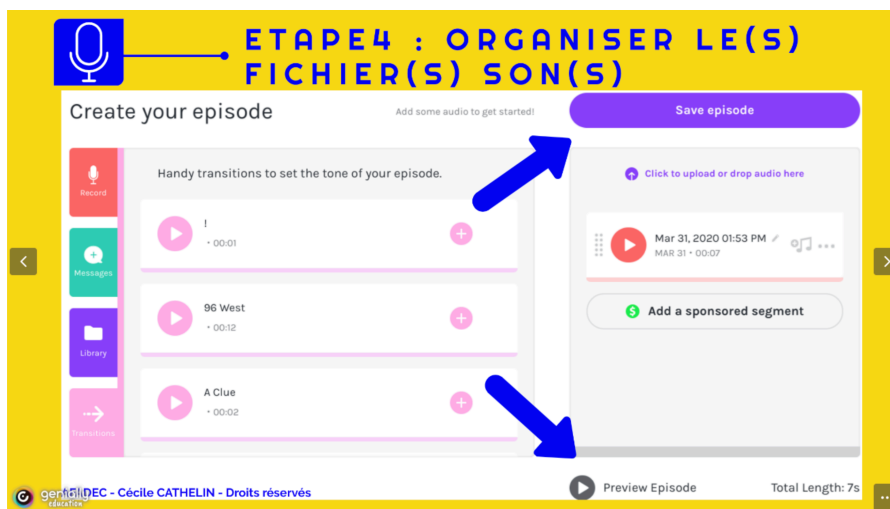 ETAPE4 : ORGANISER LE(S)
FICHIER(S) SON(S)
Create your episode
Add some audio to get started!
Save episode
Record
Messages
Library
Transitions
Handy transitions to set the tone of your episode.
!
• 00:01
96 West
• 00:12
A Clue
• 00:02
Click to upload or drop audio here
Mar 31, 2020 01:53 PM
MAR 31 • 00:07
Add a sponsored segment
Preview Episode
Total Length: 7s
genially
education
- Cécile CATHELIN - Droits réservés